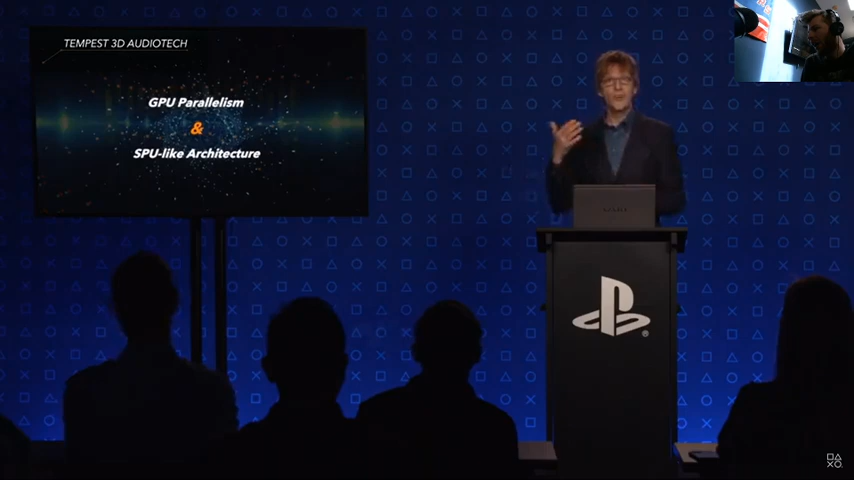 TEMPEST 3D AUDIOTECH
GPU Parallelism
&
SPU-like Architecture